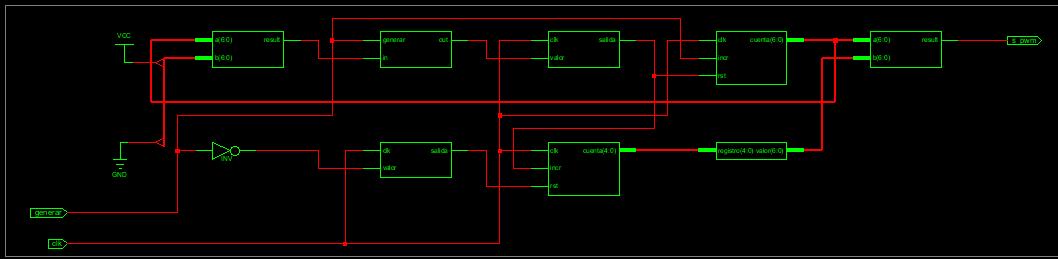 VCC
a(6:0) result
b(6:0)
generar out
in
clk salida
valor
clk cuenta(6:0)
incr
rst
a(6:0) result
b(6:0)
s_pwm
GND
INV
clk salida
valor
clk cuenta(4:0)
incr
rst
registro(4:0) valor(6:0)
generar
clk